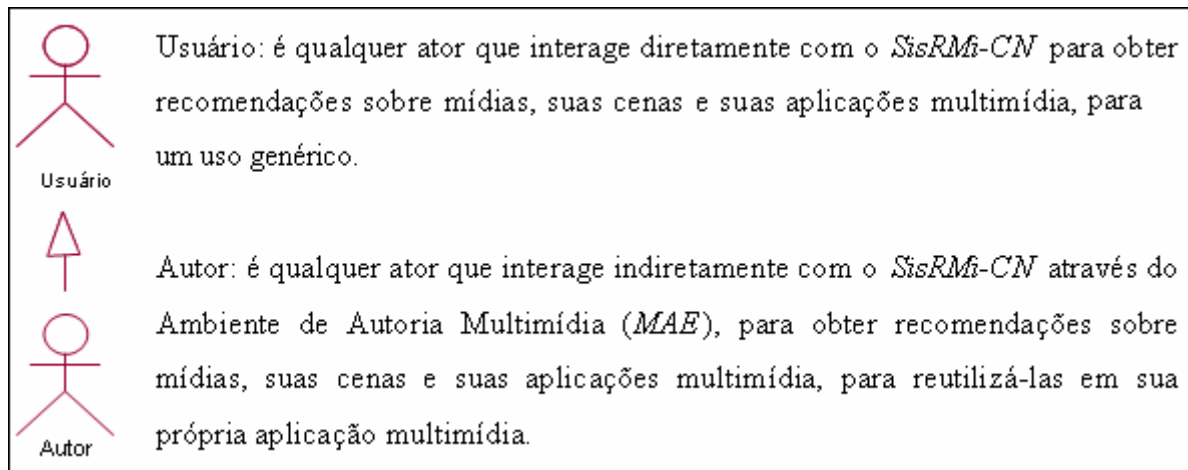 Usuário: é qualquer ator que interage diretamente com o SisRMi-CN para obter
recomendações sobre mídias, suas cenas e suas aplicações multimídia, para
um uso genérico.
Usuário
Autor: é qualquer ator que interage indiretamente com o SisRMi-CN através do
Ambiente de Autoria Multimídia (MAE), para obter recomendações sobre
mídias, suas cenas e suas aplicações multimídia, para reutilizá-las em sua
própria aplicação multimídia.
Autor